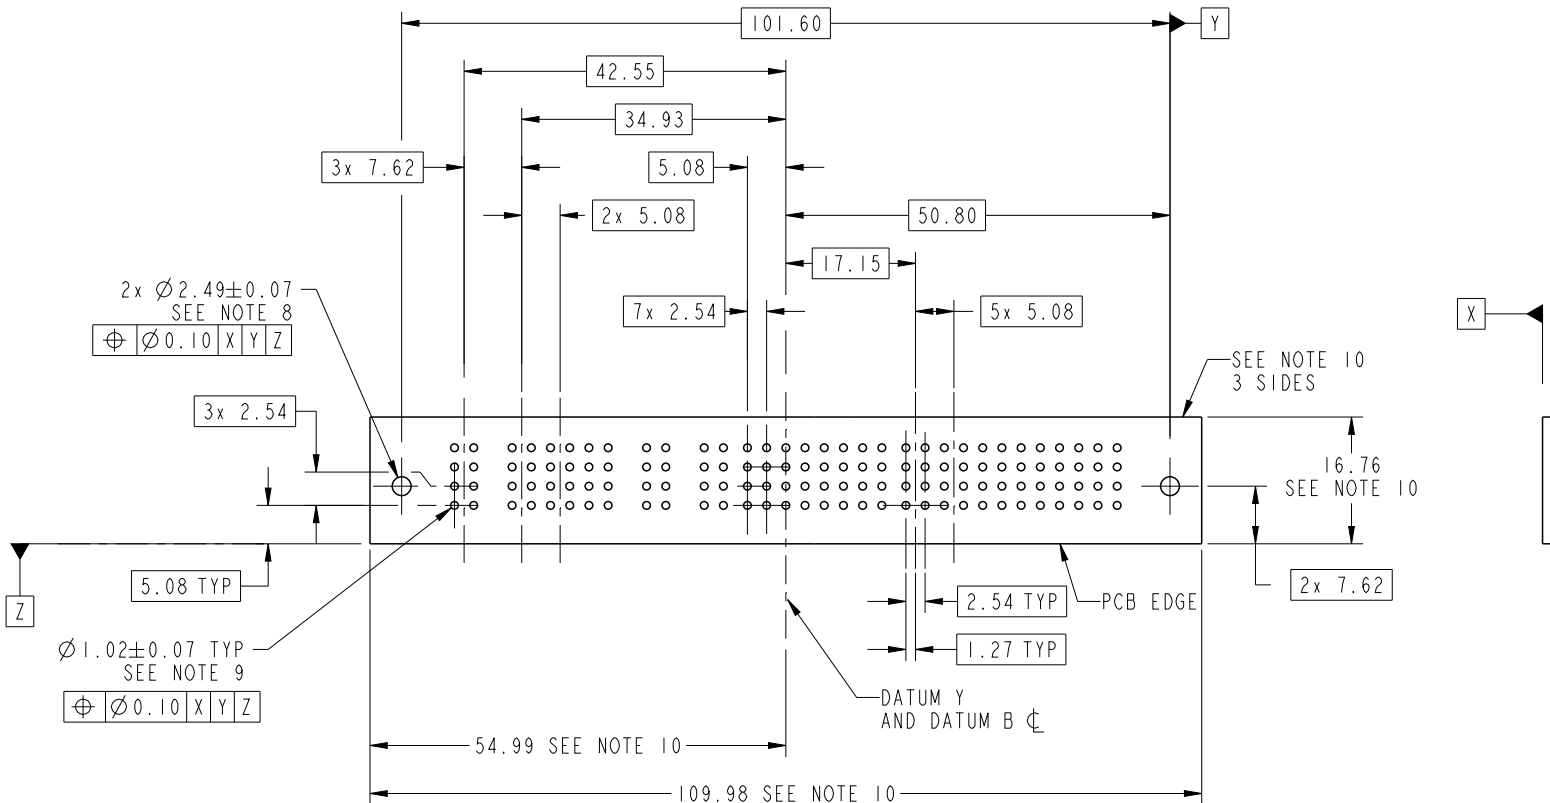 101.60
Y
42.55
34.93
3x 7.62
5.08
2x 5.08
50.80
17.15
2x Ø2.49±0.07
SEE NOTE 8
⌖ Ø0.10 X Y Z
7x 2.54
5x 5.08
X
SEE NOTE 10
3 SIDES
3x 2.54
16.76
SEE NOTE 10
5.08 TYP
2x 7.62
Z
2.54 TYP
PCB EDGE
Ø1.02±0.07 TYP
SEE NOTE 9
⌖ Ø0.10 X Y Z
1.27 TYP
DATUM Y
AND DATUM B ℄
54.99 SEE NOTE 10
109.98 SEE NOTE 10